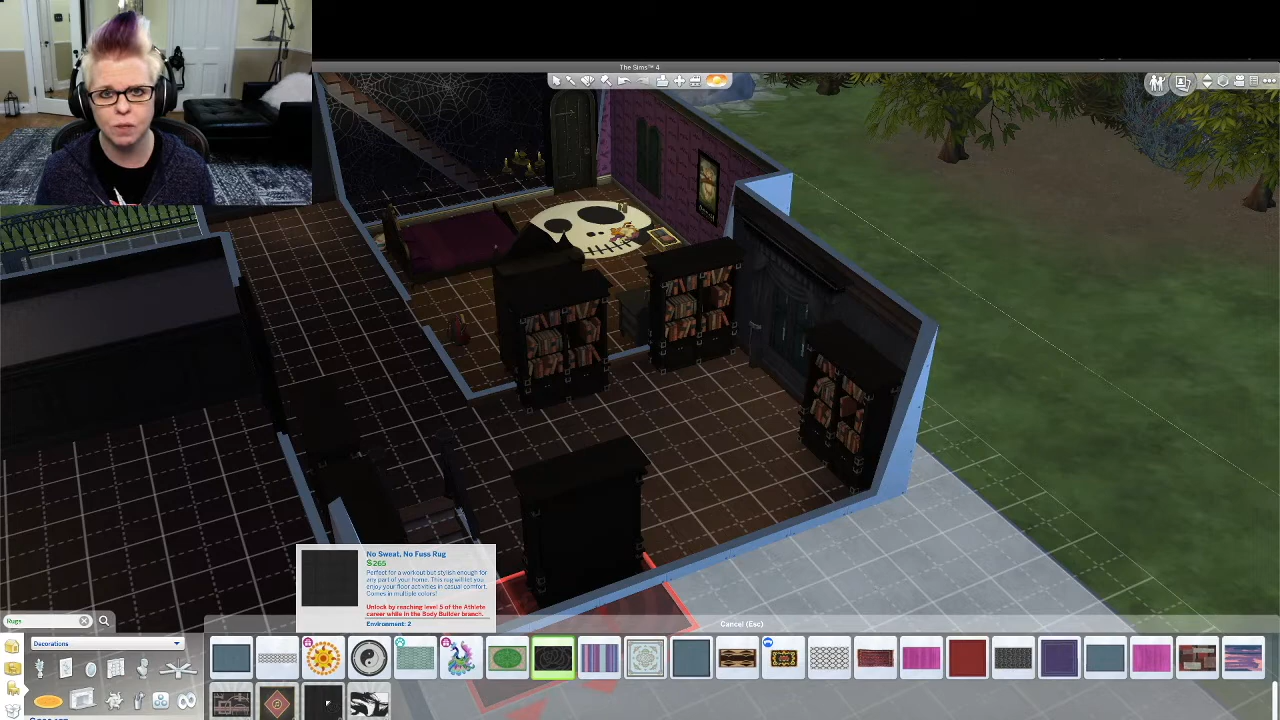 The Sims™ 4
No Sweat, No Fuss Rug
§265
Perfect for a workout but stylish enough for
any part of your home. This rug will let you
enjoy your floor activities in casual comfort.
Comes in multiple colors!
Unlock by reaching level 5 of the Athlete
career while in the Body Builder branch.
Environment: 2
Cancel (Esc)
Rugs
Decorations